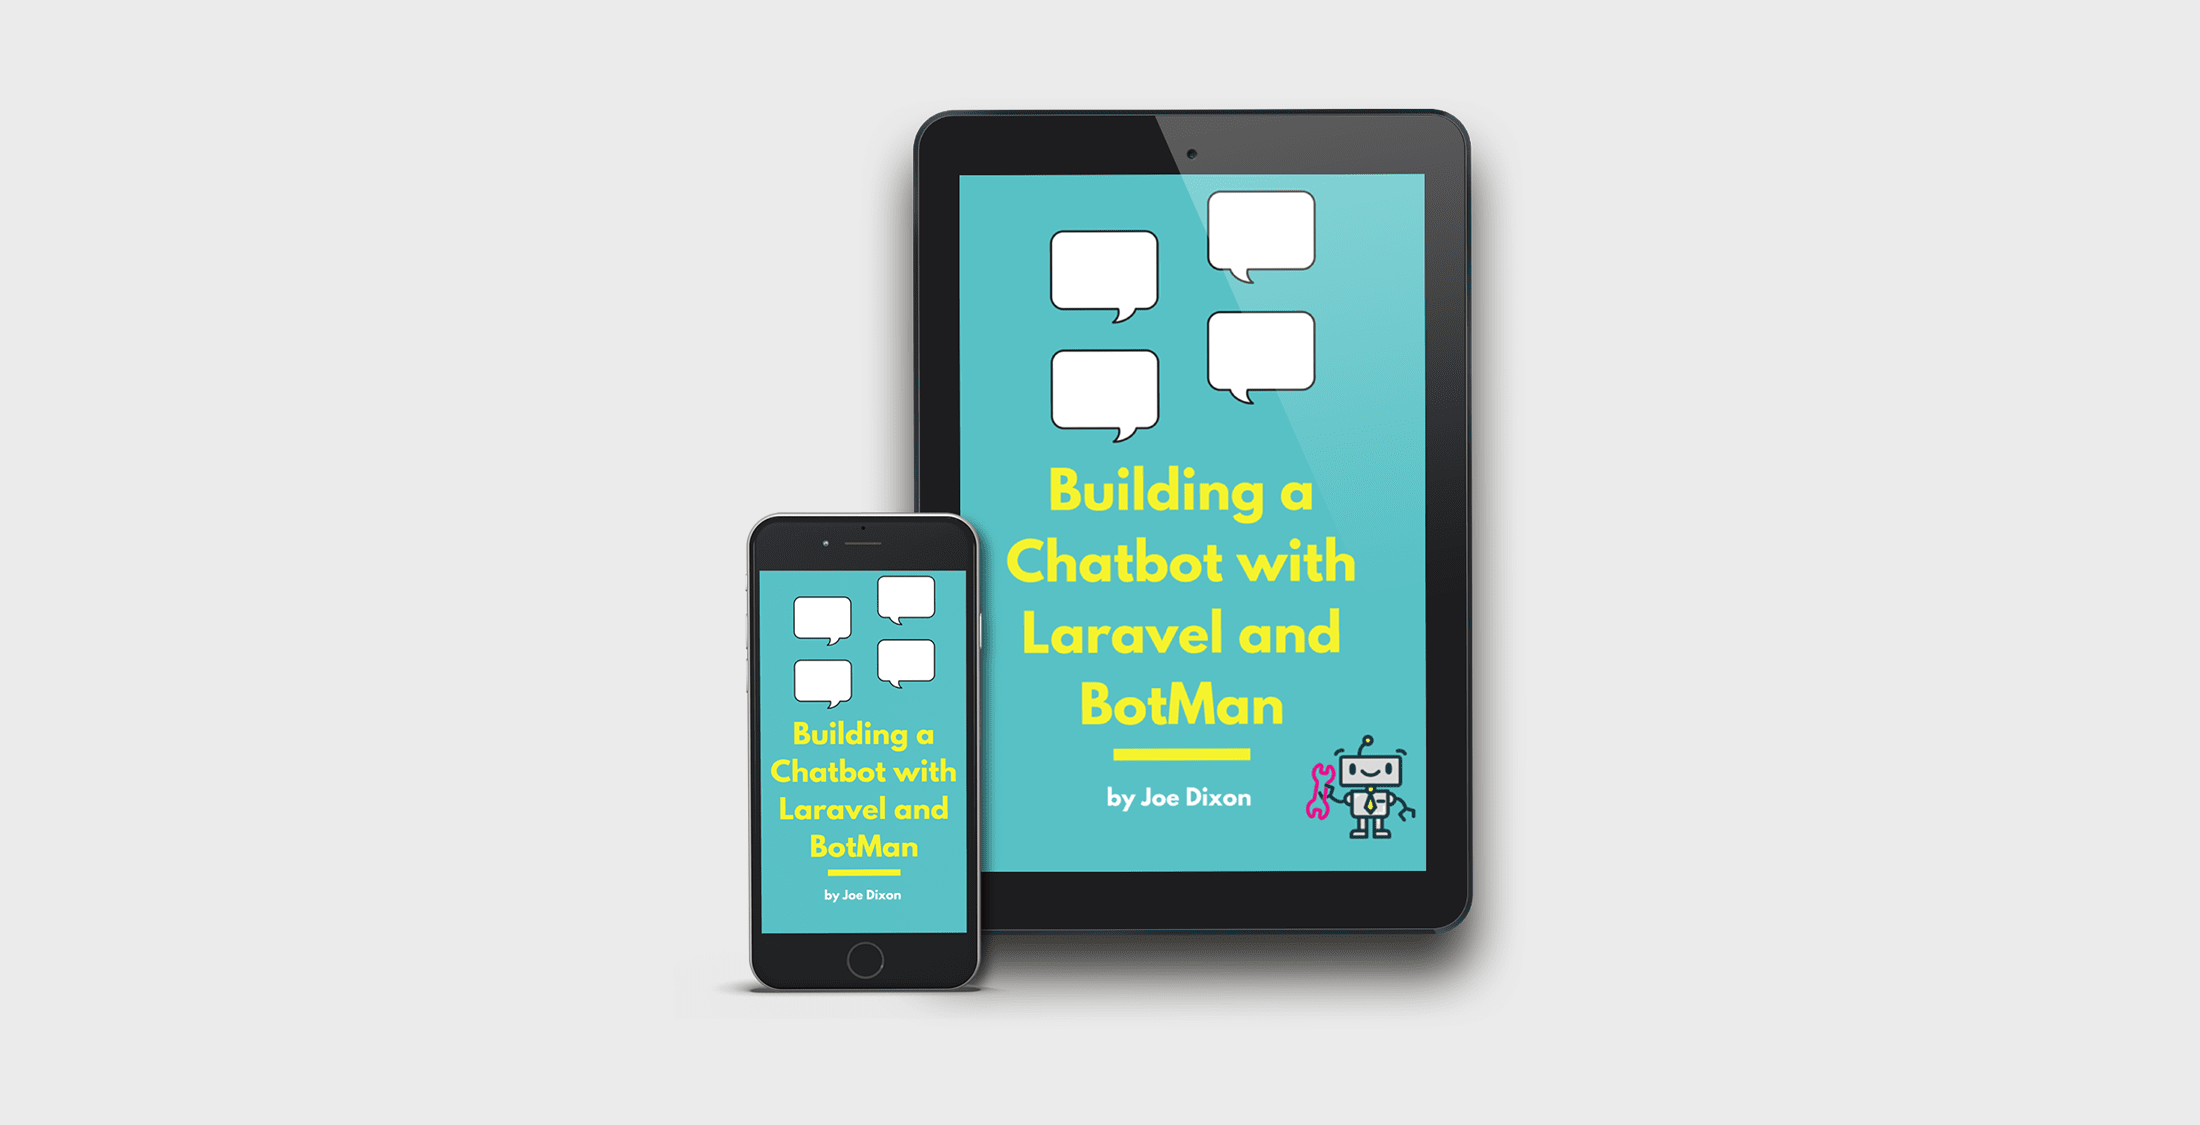 Building a
Chatbot with
Laravel and
BotMan
by Joe Dixon
Building a
Chatbot with
Laravel and
BotMan
by Joe Dixon